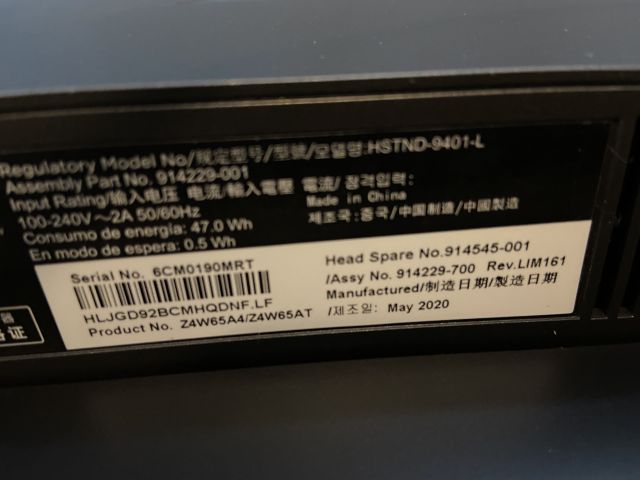 Regulatory Model No/规定型号/型號/모델명:HSTND-9401-L
Assembly Part No. 914229-001
Input Rating/输入电压 电流/輸入電壓 電流/ 정격입력:
100-240V ～2A 50/60Hz
Made in China
제조국:중국/中国制造/中國製造
Consumo de energía: 47.0 Wh
En modo de espera: 0.5 Wh
Serial No. 6CM0190MRT
HLJGD92BCMHQDNF.LF
Product No. Z4W65A4/Z4W65AT
Head Spare No.914545-001
/Assy No. 914229-700 Rev.LIM161
Manufactured/制造日期/製造日期
/제조일: May 2020
器
证